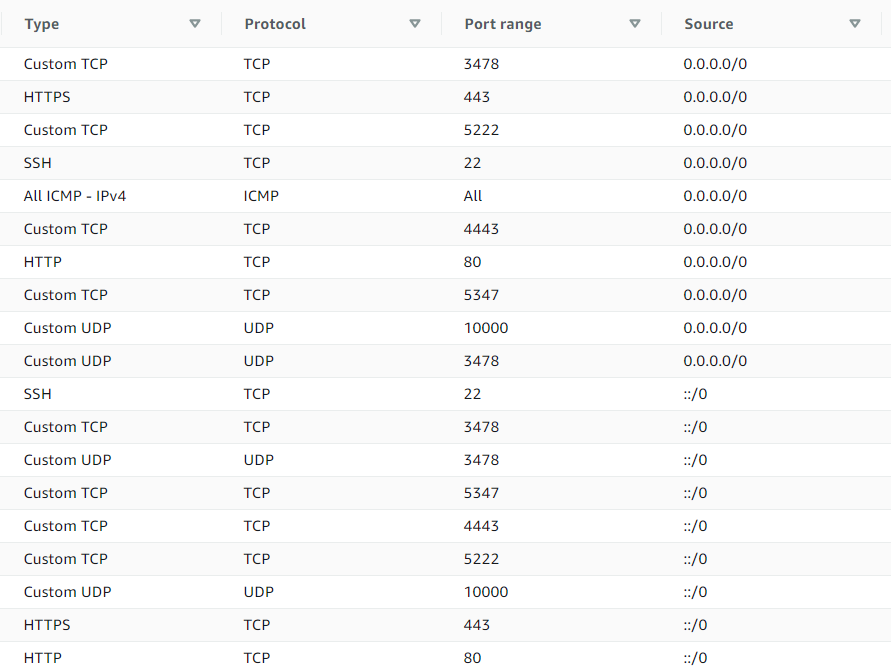 Type Protocol Port range Source
Custom TCP TCP 3478 0.0.0.0/0
HTTPS TCP 443 0.0.0.0/0
Custom TCP TCP 5222 0.0.0.0/0
SSH TCP 22 0.0.0.0/0
All ICMP - IPv4 ICMP All 0.0.0.0/0
Custom TCP TCP 4443 0.0.0.0/0
HTTP TCP 80 0.0.0.0/0
Custom TCP TCP 5347 0.0.0.0/0
Custom UDP UDP 10000 0.0.0.0/0
Custom UDP UDP 3478 0.0.0.0/0
SSH TCP 22 ::/0
Custom TCP TCP 3478 ::/0
Custom UDP UDP 3478 ::/0
Custom TCP TCP 5347 ::/0
Custom TCP TCP 4443 ::/0
Custom TCP TCP 5222 ::/0
Custom UDP UDP 10000 ::/0
HTTPS TCP 443 ::/0
HTTP TCP 80 ::/0